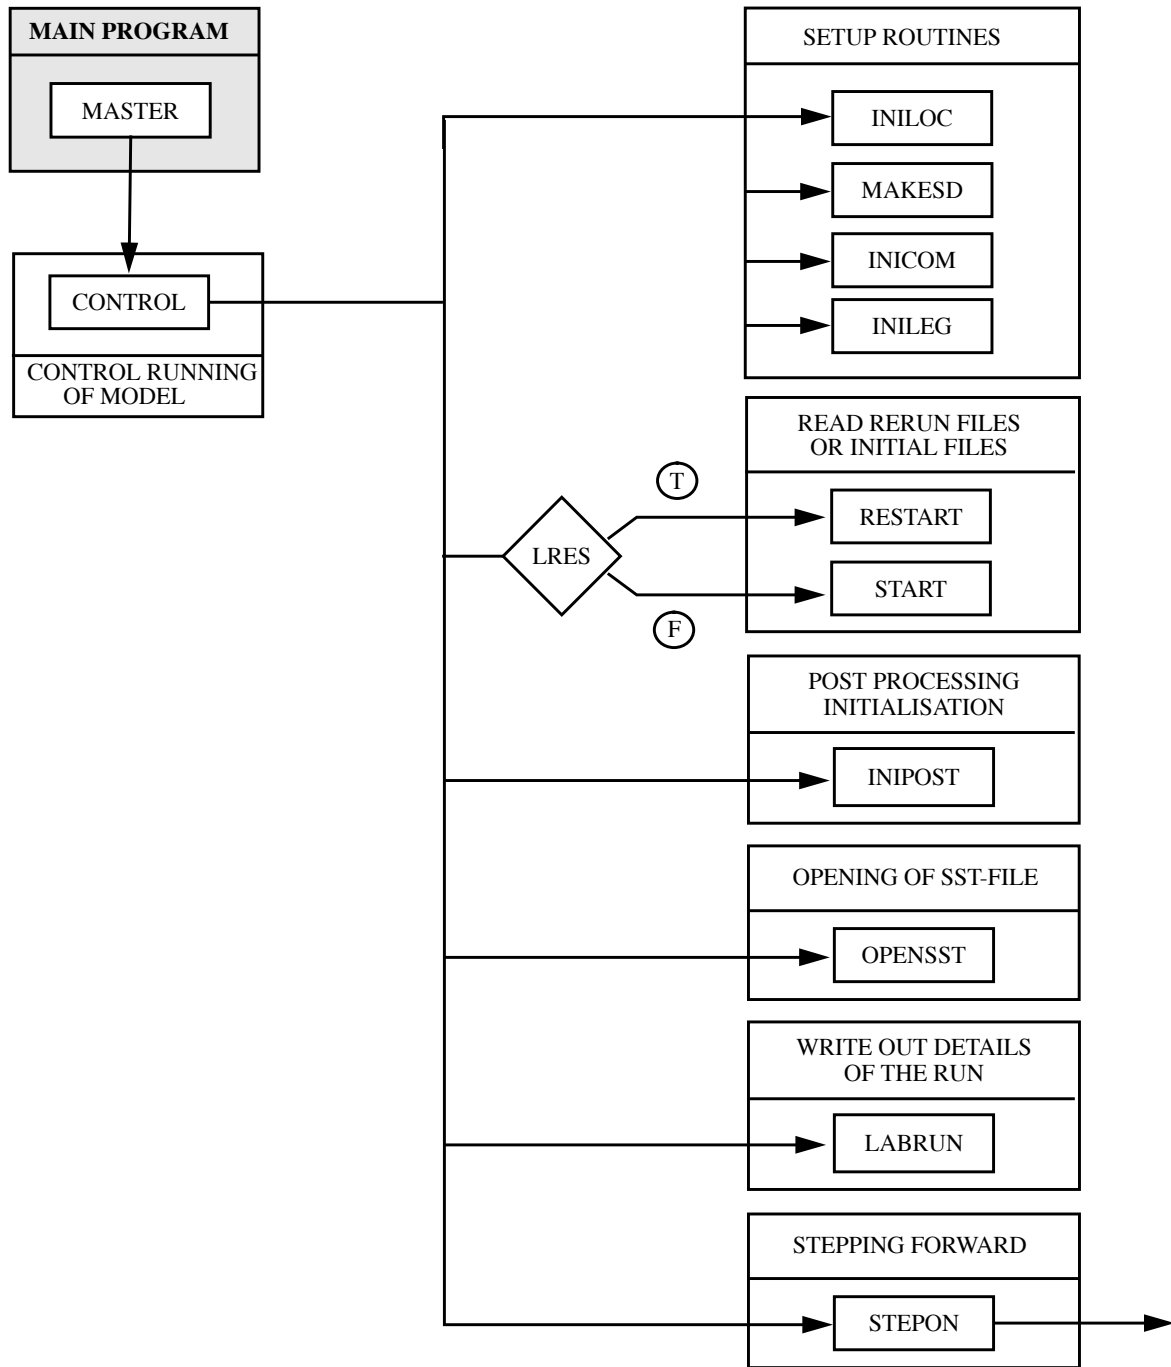 MAIN PROGRAM
MASTER
CONTROL
CONTROL RUNNING
OF MODEL
SETUP ROUTINES
INILOC
MAKESD
INICOM
INILEG
READ RERUN FILES
OR INITIAL FILES
T
RESTART
LRES
START
F
POST PROCESSING
INITIALISATION
INIPOST
OPENING OF SST-FILE
OPENSST
WRITE OUT DETAILS
OF THE RUN
LABRUN
STEPPING FORWARD
STEPON